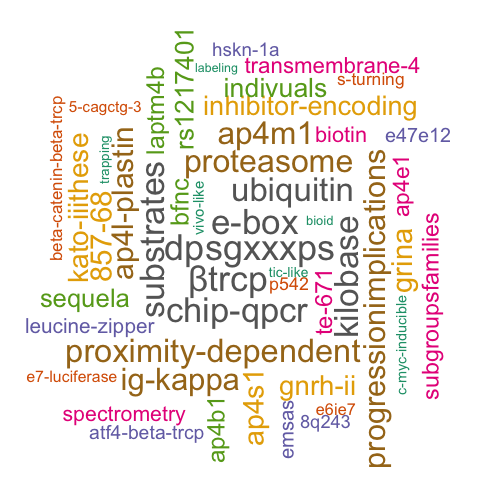 hskn-1a
labeling
transmembrane-4
s-turning
indivuals
5-cagctg-3
inhibitor-encoding
rs1217401
laptm4b
beta-catenin-beta-trcp
trapping
kato-iiithese
857-68
ap4l-plastin
ap4m1
biotin
e47e12
proteasome
ap4e1
substrates
bfnc
vivo-like
ubiquitin
e-box
bioid
dpsgxxxps
βtrcp
tic-like
p542
chip-qpcr
te-671
kilobase
progressionimplications
grina
c-myc-inducible
subgroupsfamilies
sequela
leucine-zipper
proximity-dependent
e7-luciferase
ig-kappa
gnrh-ii
spectrometry
atf4-beta-trcp
ap4b1
ap4s1
emsas
e6ie7
8q243